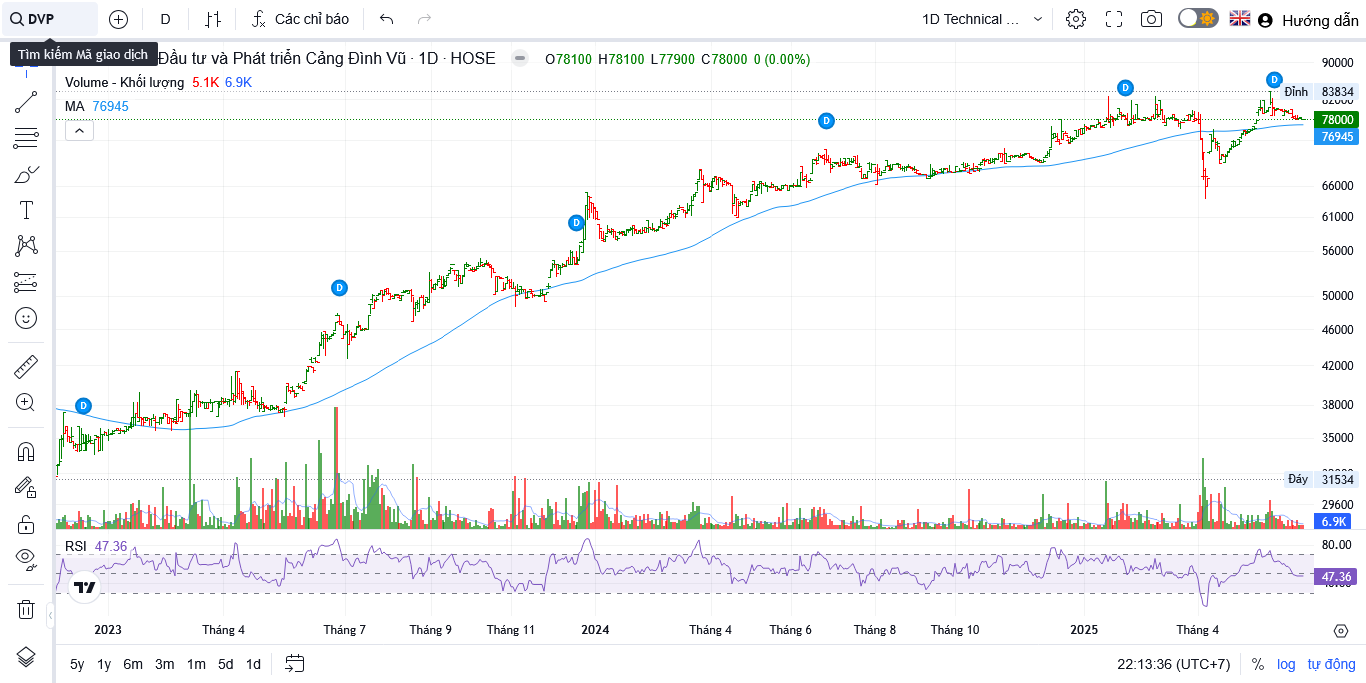 DVP
D
Các chỉ báo
1D Technical ...
Hướng dẫn
Tìm kiếm Mã giao dịch
Đầu tư và Phát triển Cảng Đình Vũ · 1D · HOSE
O78100 H78100 L77900 C78000 0 (0.00%)
Volume - Khối lượng 5.1K 6.9K
MA 76945
90000
Đỉnh 83834
78000
76945
66000
61000
56000
50000
46000
42000
38000
35000
Đáy 31534
29600
6.9K
D
D
D
D
D
D
RSI 47.36
80.00
47.36
2023
Tháng 4
Tháng 7
Tháng 9
Tháng 11
2024
Tháng 4
Tháng 6
Tháng 8
Tháng 10
2025
Tháng 4
5y 1y 6m 3m 1m 5d 1d
22:13:36 (UTC+7)
% log tự động